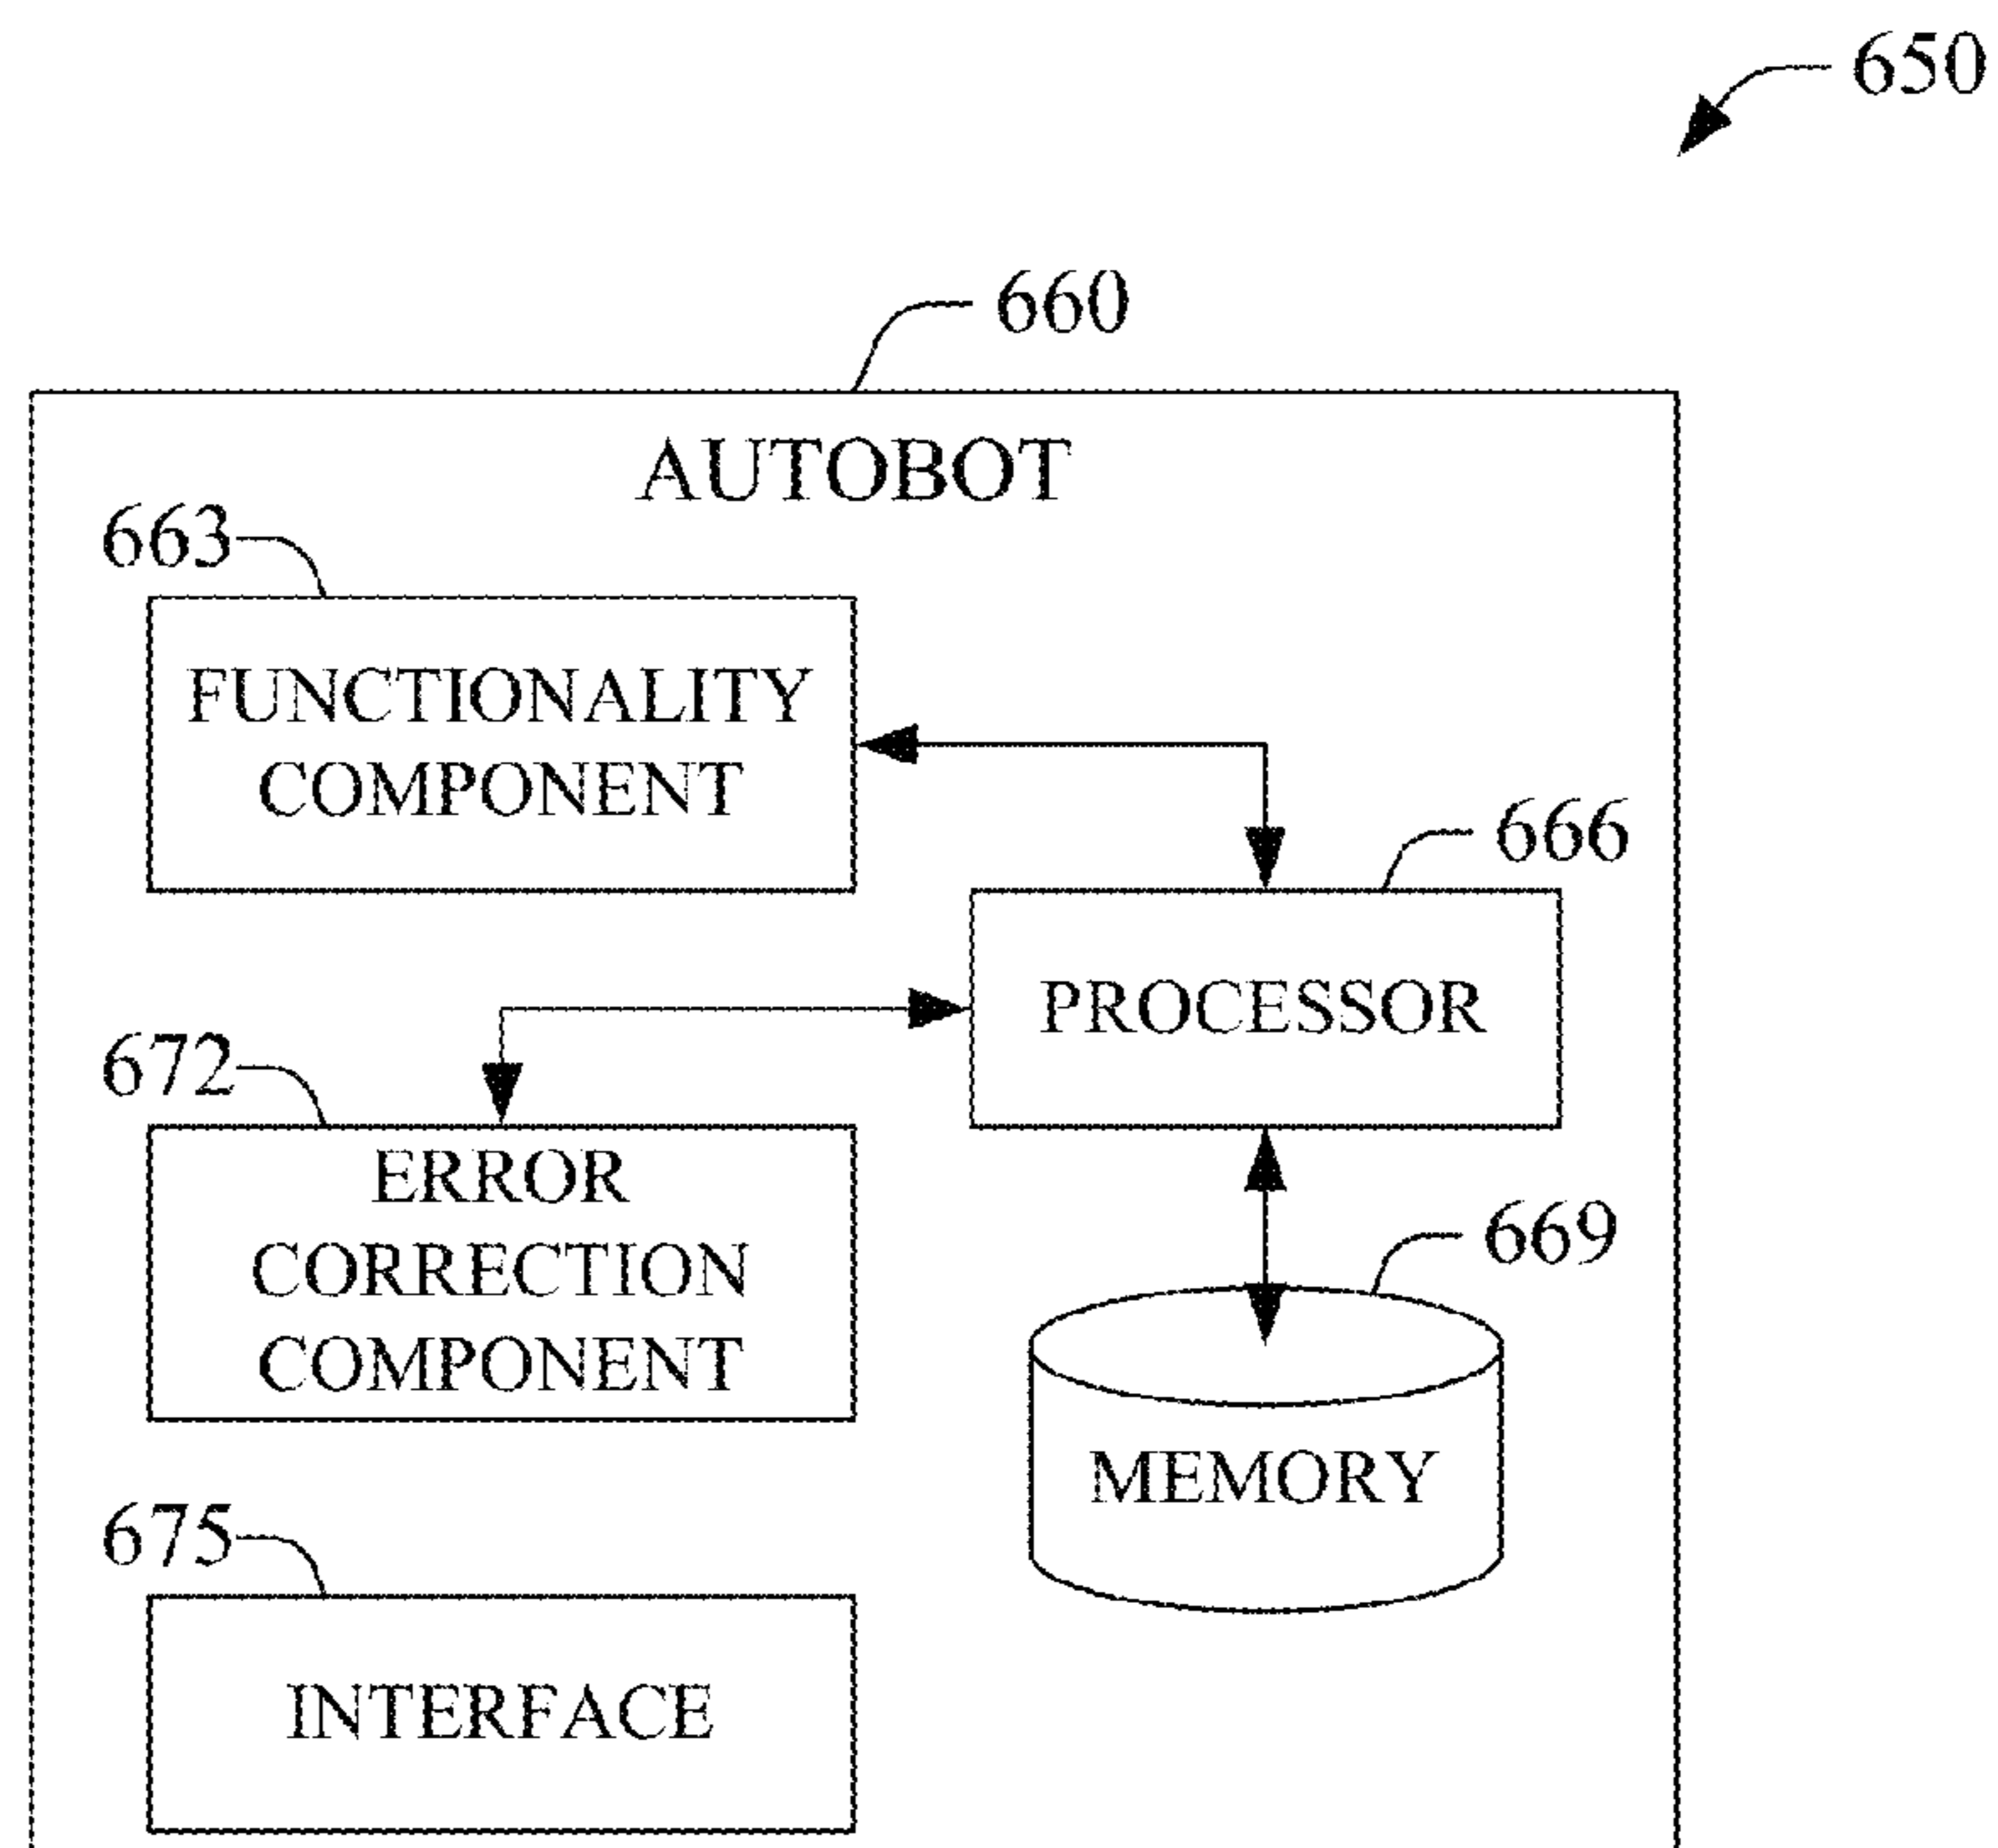 650
660
AUTOBOT
663
FUNCTIONALITY
COMPONENT
666
PROCESSOR
672
ERROR
CORRECTION
COMPONENT
669
MEMORY
675
INTERFACE